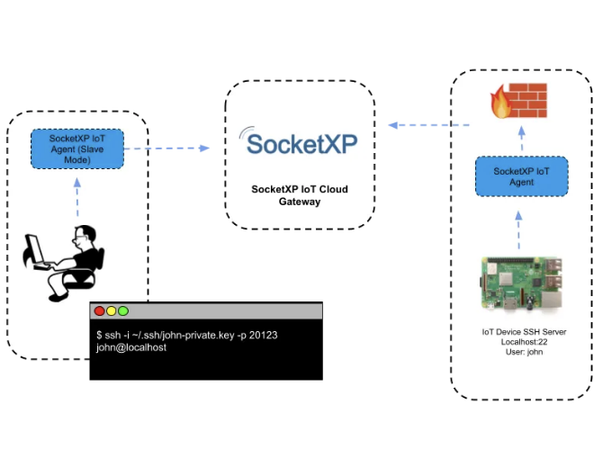 SocketXP IoT
Agent (Slave
Mode)
SocketXP
SocketXP IoT Cloud
Gateway
SocketXP IoT
Agent
IoT Device SSH Server
Localhost:22
User: john
$ ssh -i ~/.ssh/john-private.key -p 20123
john@localhost